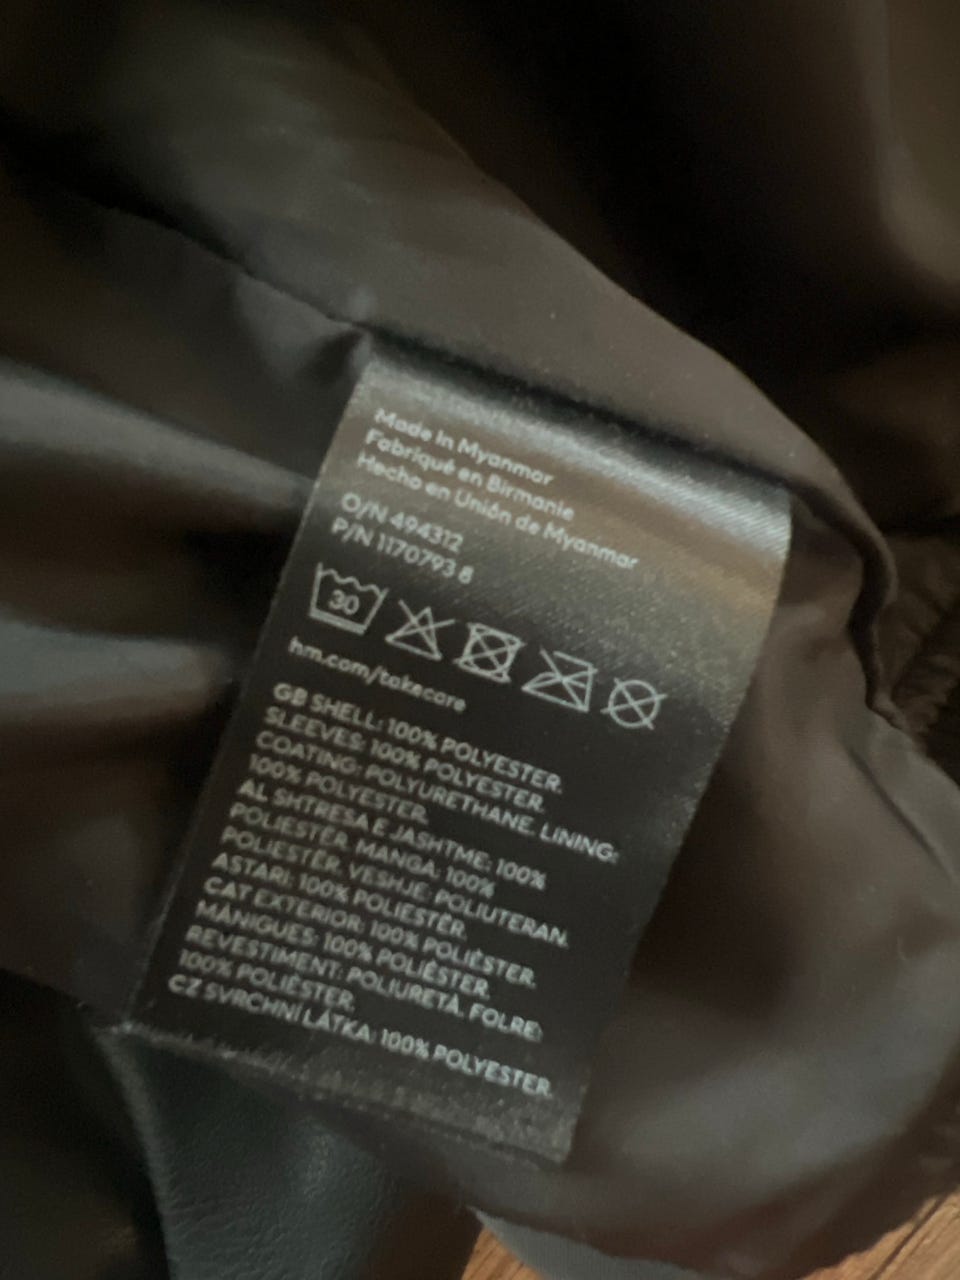 Made in Myanmar
Fabriqué en Birmanie
Hecho en Unión de Myanmar
O/N 494312
P/N 1170793 8
30
hm.com/takecare
GB SHELL: 100% POLYESTER.
SLEEVES: 100% POLYESTER.
COATING: POLYURETHANE. LINING:
100% POLYESTER.
AL SHTRESA E JASHTME: 100%
POLIESTËR. MANGA: 100%
POLIESTËR. VESHJE: POLIUTERAN.
ASTARI: 100% POLIESTËR.
CAT EXTERIOR: 100% POLIÈSTER.
MÀNIGUES: 100% POLIÈSTER.
REVESTIMENT: POLIURETÀ. FOLRE:
100% POLIÈSTER.
CZ SVRCHNÍ LÁTKA: 100% POLYESTER.